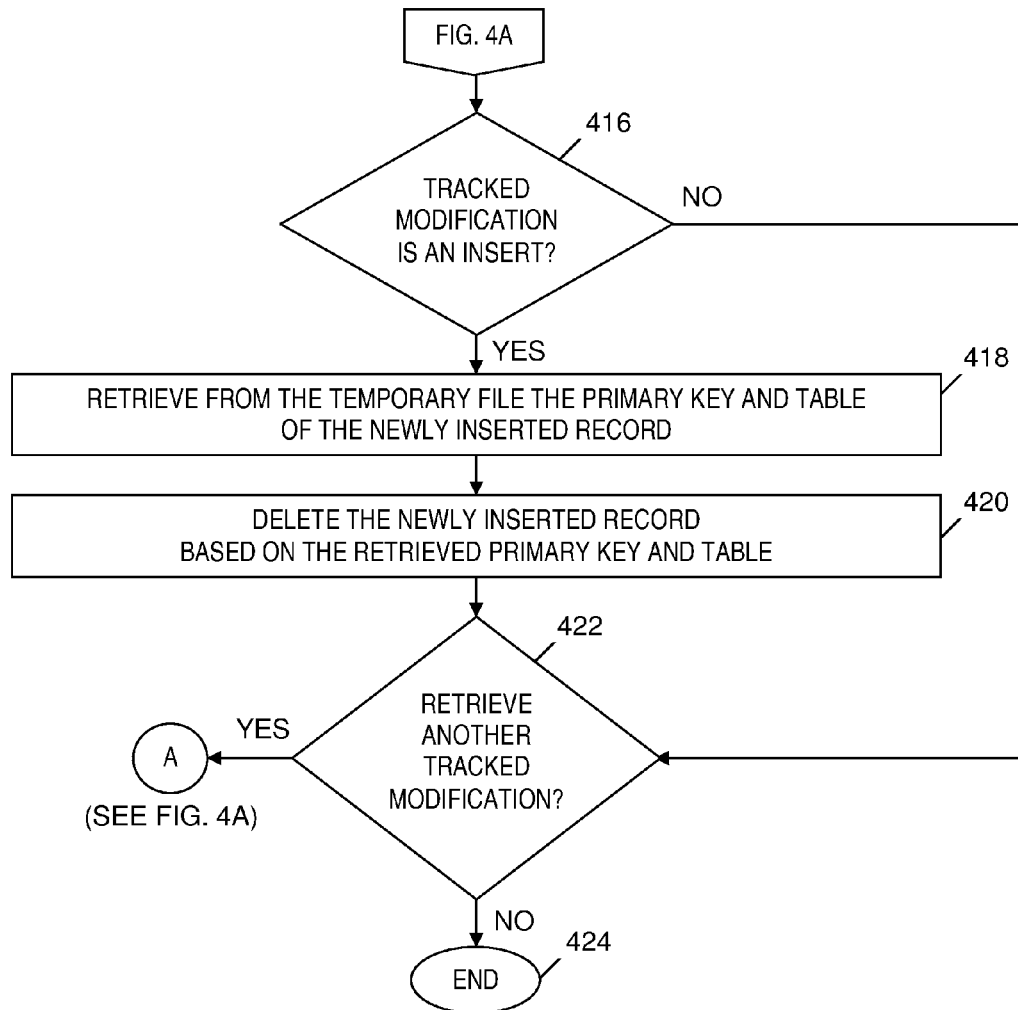 FIG. 4A
416
TRACKED
MODIFICATION
IS AN INSERT?
NO
YES
418
RETRIEVE FROM THE TEMPORARY FILE THE PRIMARY KEY AND TABLE
OF THE NEWLY INSERTED RECORD
420
DELETE THE NEWLY INSERTED RECORD
BASED ON THE RETRIEVED PRIMARY KEY AND TABLE
422
RETRIEVE
ANOTHER
TRACKED
MODIFICATION?
YES
A
(SEE FIG. 4A)
NO
424
END